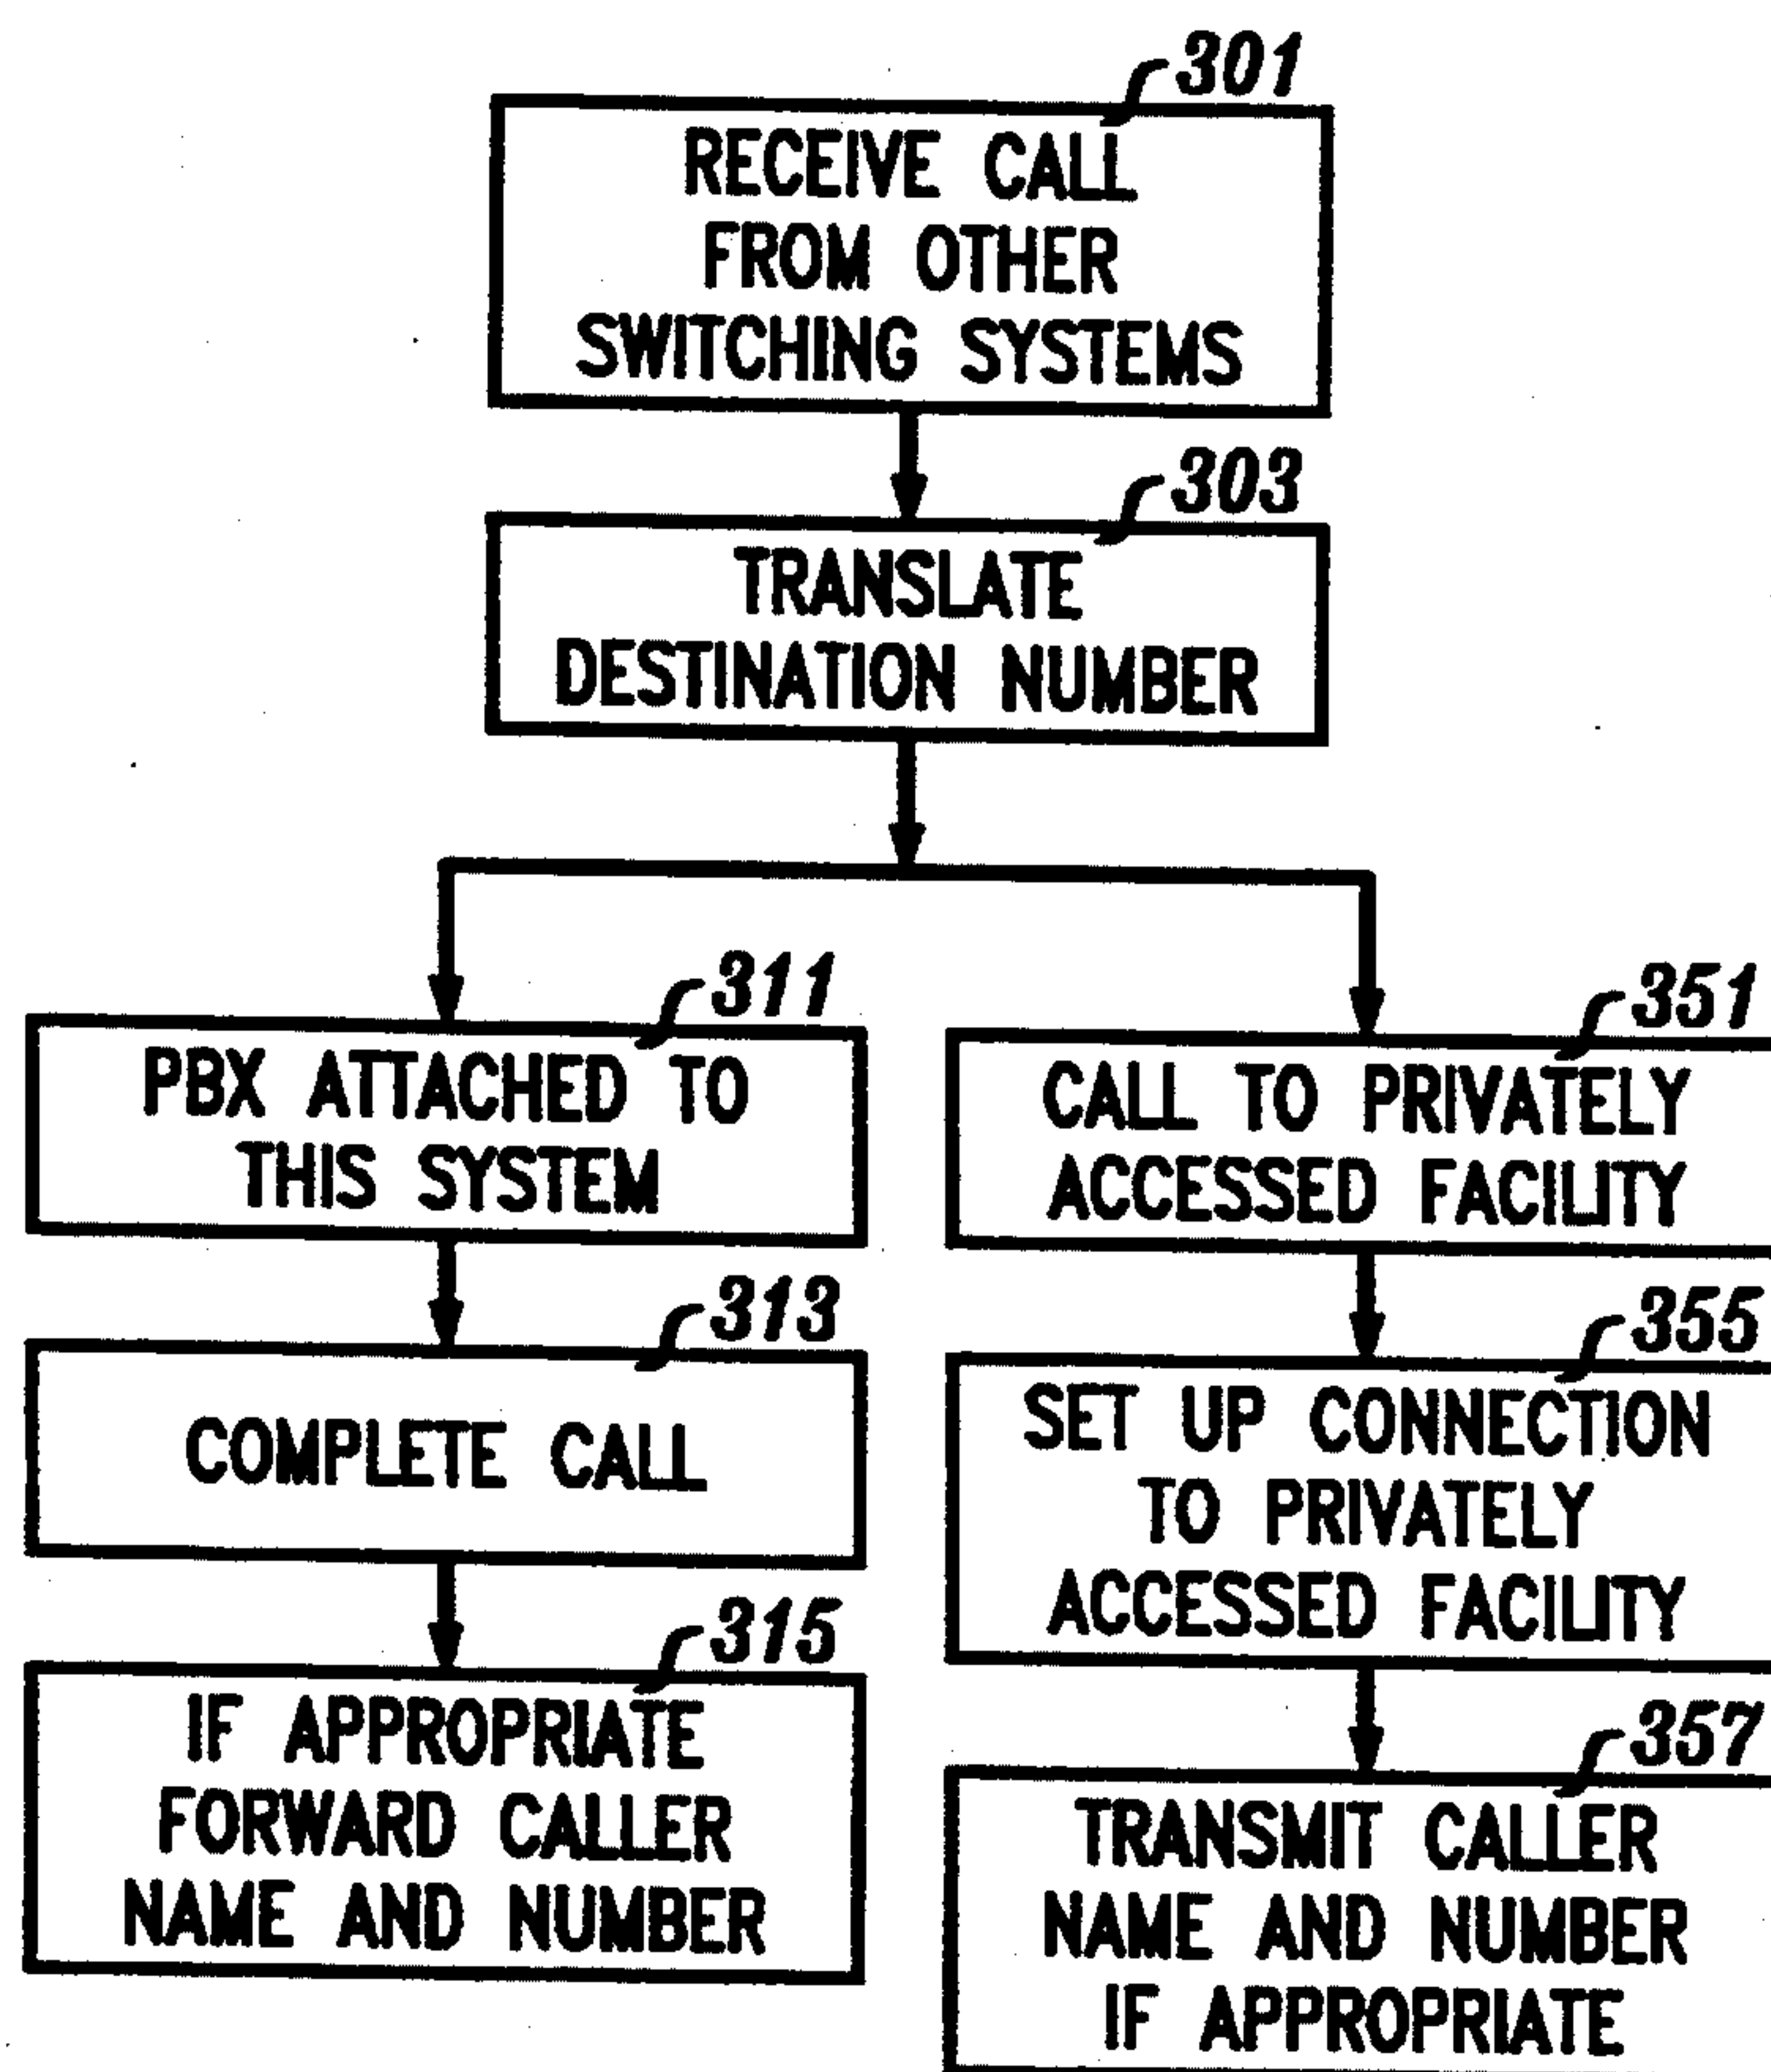 301
RECEIVE CALL
FROM OTHER
SWITCHING SYSTEMS
303
TRANSLATE
DESTINATION NUMBER
311
PBX ATTACHED TO
THIS SYSTEM
313
COMPLETE CALL
315
IF APPROPRIATE
FORWARD CALLER
NAME AND NUMBER
351
CALL TO PRIVATELY
ACCESSED FACILITY
355
SET UP CONNECTION
TO PRIVATELY
ACCESSED FACILITY
357
TRANSMIT CALLER
NAME AND NUMBER
IF APPROPRIATE